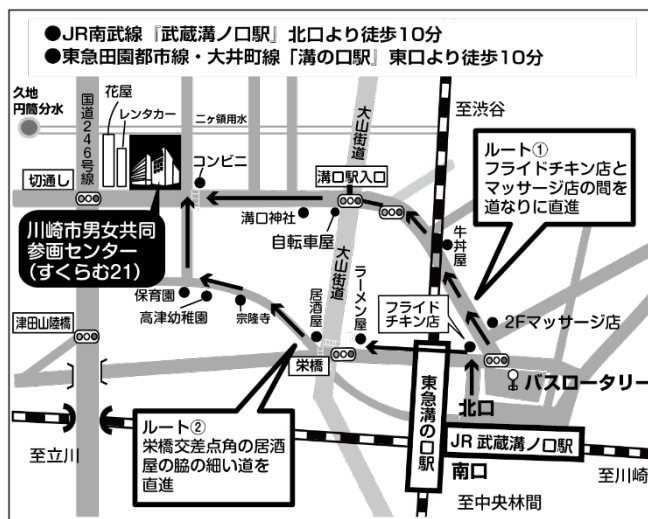 ●JR南武線『武蔵溝ノ口駅』北口より徒歩10分
●東急田園都市線・大井町線「溝の口駅」東口より徒歩10分
久地
円筒分水
国道246号線
花屋
レンタカー
二ヶ領用水
大山街道
至渋谷
コンビニ
切通し
溝口駅入口
ルート①
フライドチキン店と
マッサージ店の間を
道なりに直進
溝口神社
自転車屋
牛丼屋
川崎市男女共同
参画センター
(すくらむ21)
大山街道
保育園
高津幼稚園
宗隆寺
居酒屋
ラーメン屋
フライド
チキン店
2Fマッサージ店
津田山陸橋
栄橋
バスロータリー
北口
東急溝の口駅
ルート②
栄橋交差点角の居酒
屋の脇の細い道を
直進
JR 武蔵溝ノ口駅
南口
至立川
至川崎
至中央林間